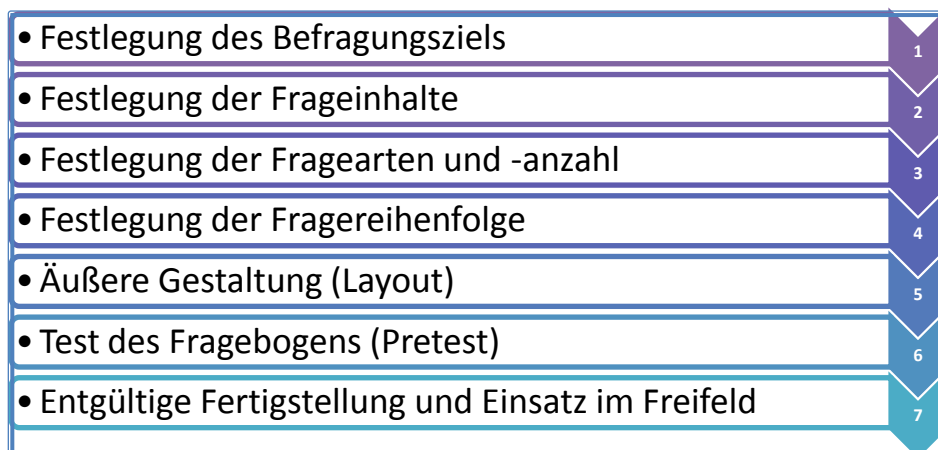 • Festlegung des Befragungsziels 1
• Festlegung der Frageinhalte 2
• Festlegung der Fragearten und -anzahl 3
• Festlegung der Fragereihenfolge 4
• Äußere Gestaltung (Layout) 5
• Test des Fragebogens (Pretest) 6
• Entgültige Fertigstellung und Einsatz im Freifeld 7